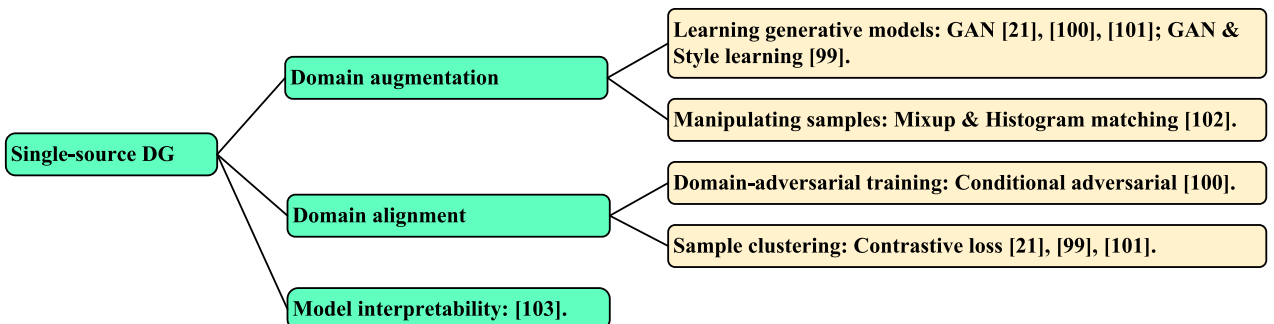 Learning generative models: GAN [21], [100], [101]; GAN &
Style learning [99].
Domain augmentation
Manipulating samples: Mixup & Histogram matching [102].
Single-source DG
Domain-adversarial training: Conditional adversarial [100].
Domain alignment
Sample clustering: Contrastive loss [21], [99], [101].
Model interpretability: [103].